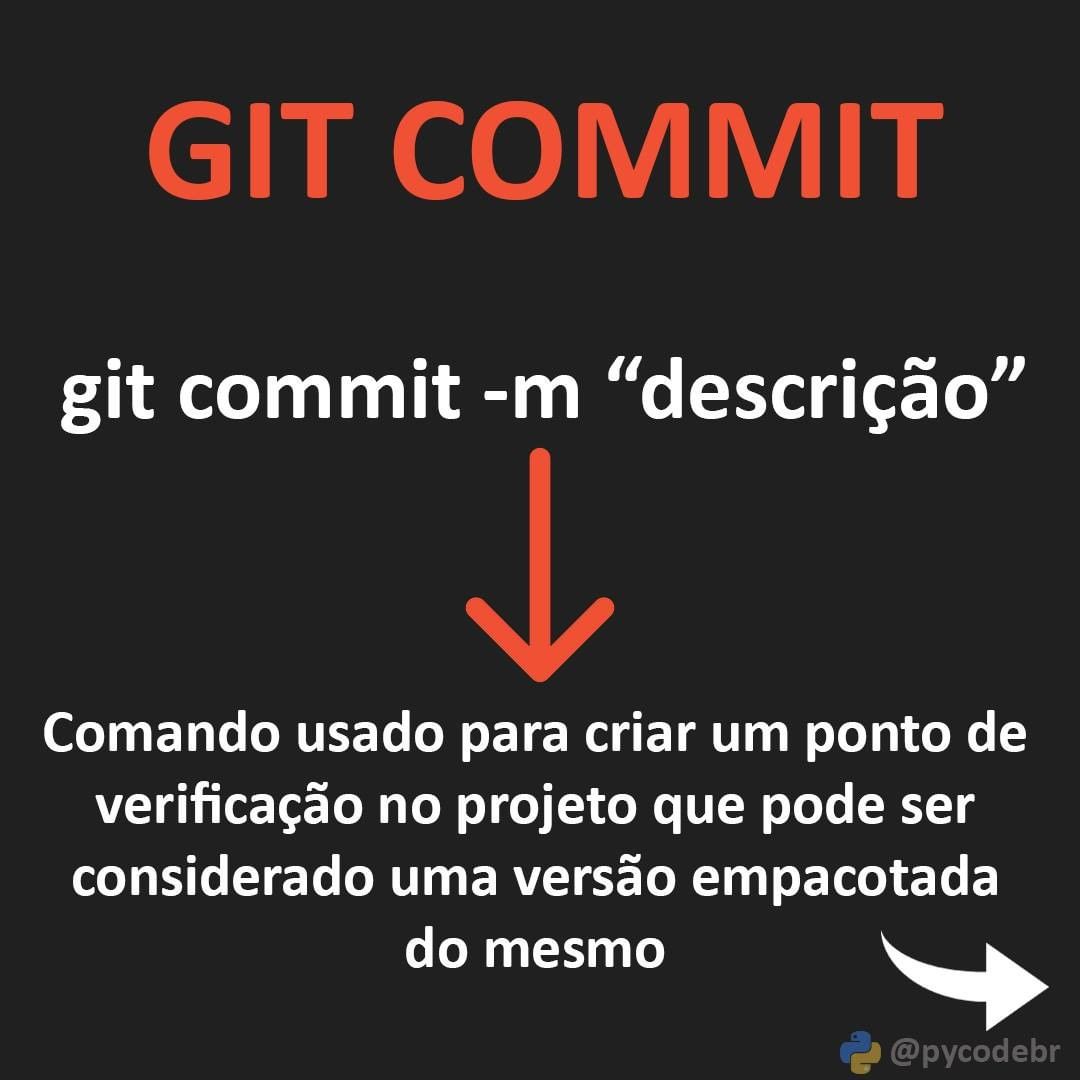 GIT COMMIT
git commit -m “descrição”
Comando usado para criar um ponto de
verificação no projeto que pode ser
considerado uma versão empacotada
do mesmo
@pycodebr